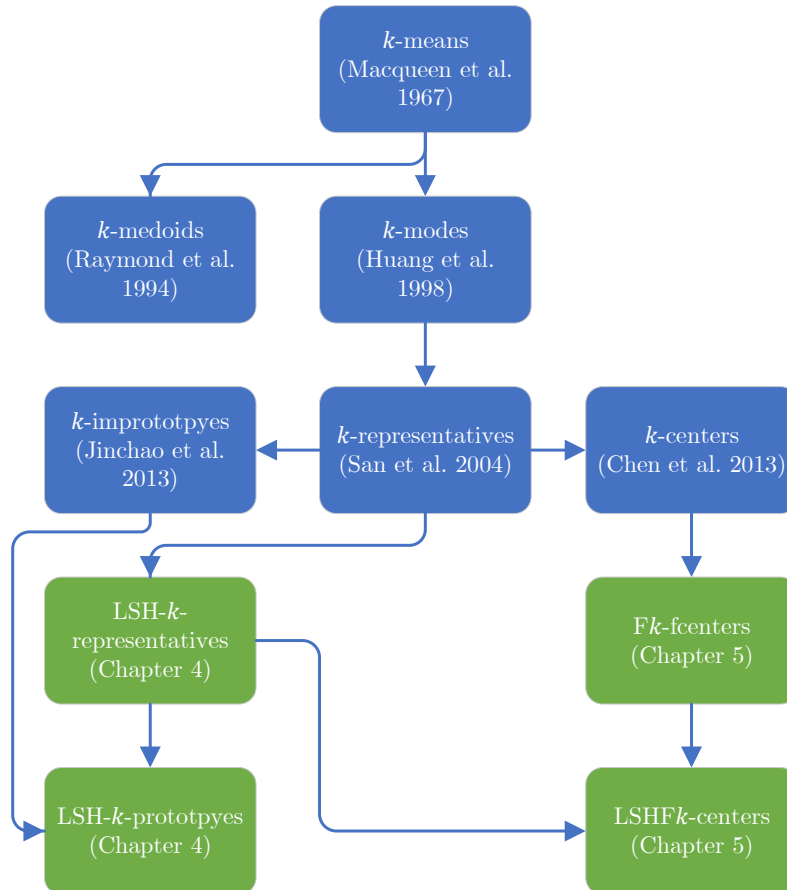 k-means
(Macqueen et al.
1967)
k-medoids
(Raymond et al.
1994)
k-modes
(Huang et al.
1998)
k-imprototpyes
(Jinchao et al.
2013)
k-representatives
(San et al. 2004)
k-centers
(Chen et al. 2013)
LSH-k-
representatives
(Chapter 4)
Fk-fcenters
(Chapter 5)
LSH-k-prototpyes
(Chapter 4)
LSHFk-centers
(Chapter 5)